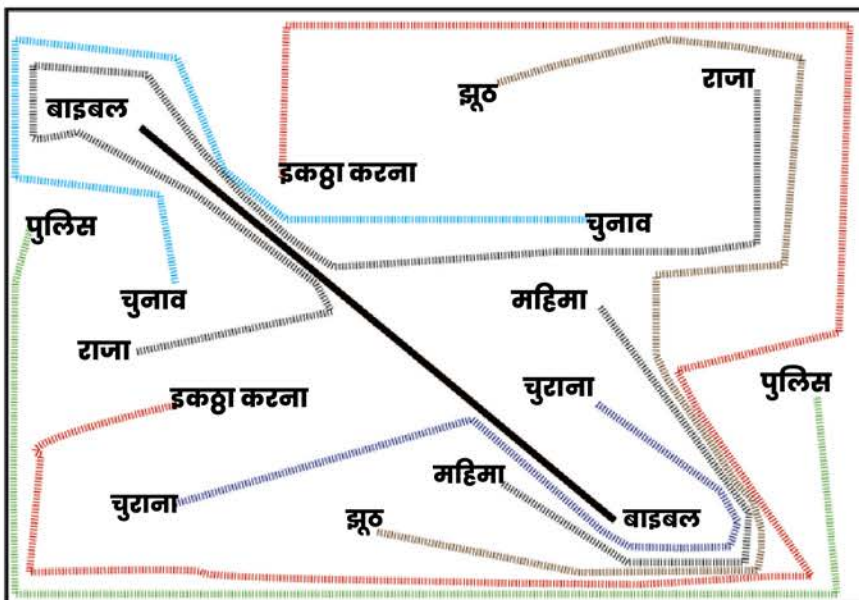 झूठ
राजा
बाइबल
इकठ्ठा करना
पुलिस
चुनाव
चुनाव
महिमा
राजा
इकठ्ठा करना
चुराना
पुलिस
महिमा
चुराना
झूठ
बाइबल